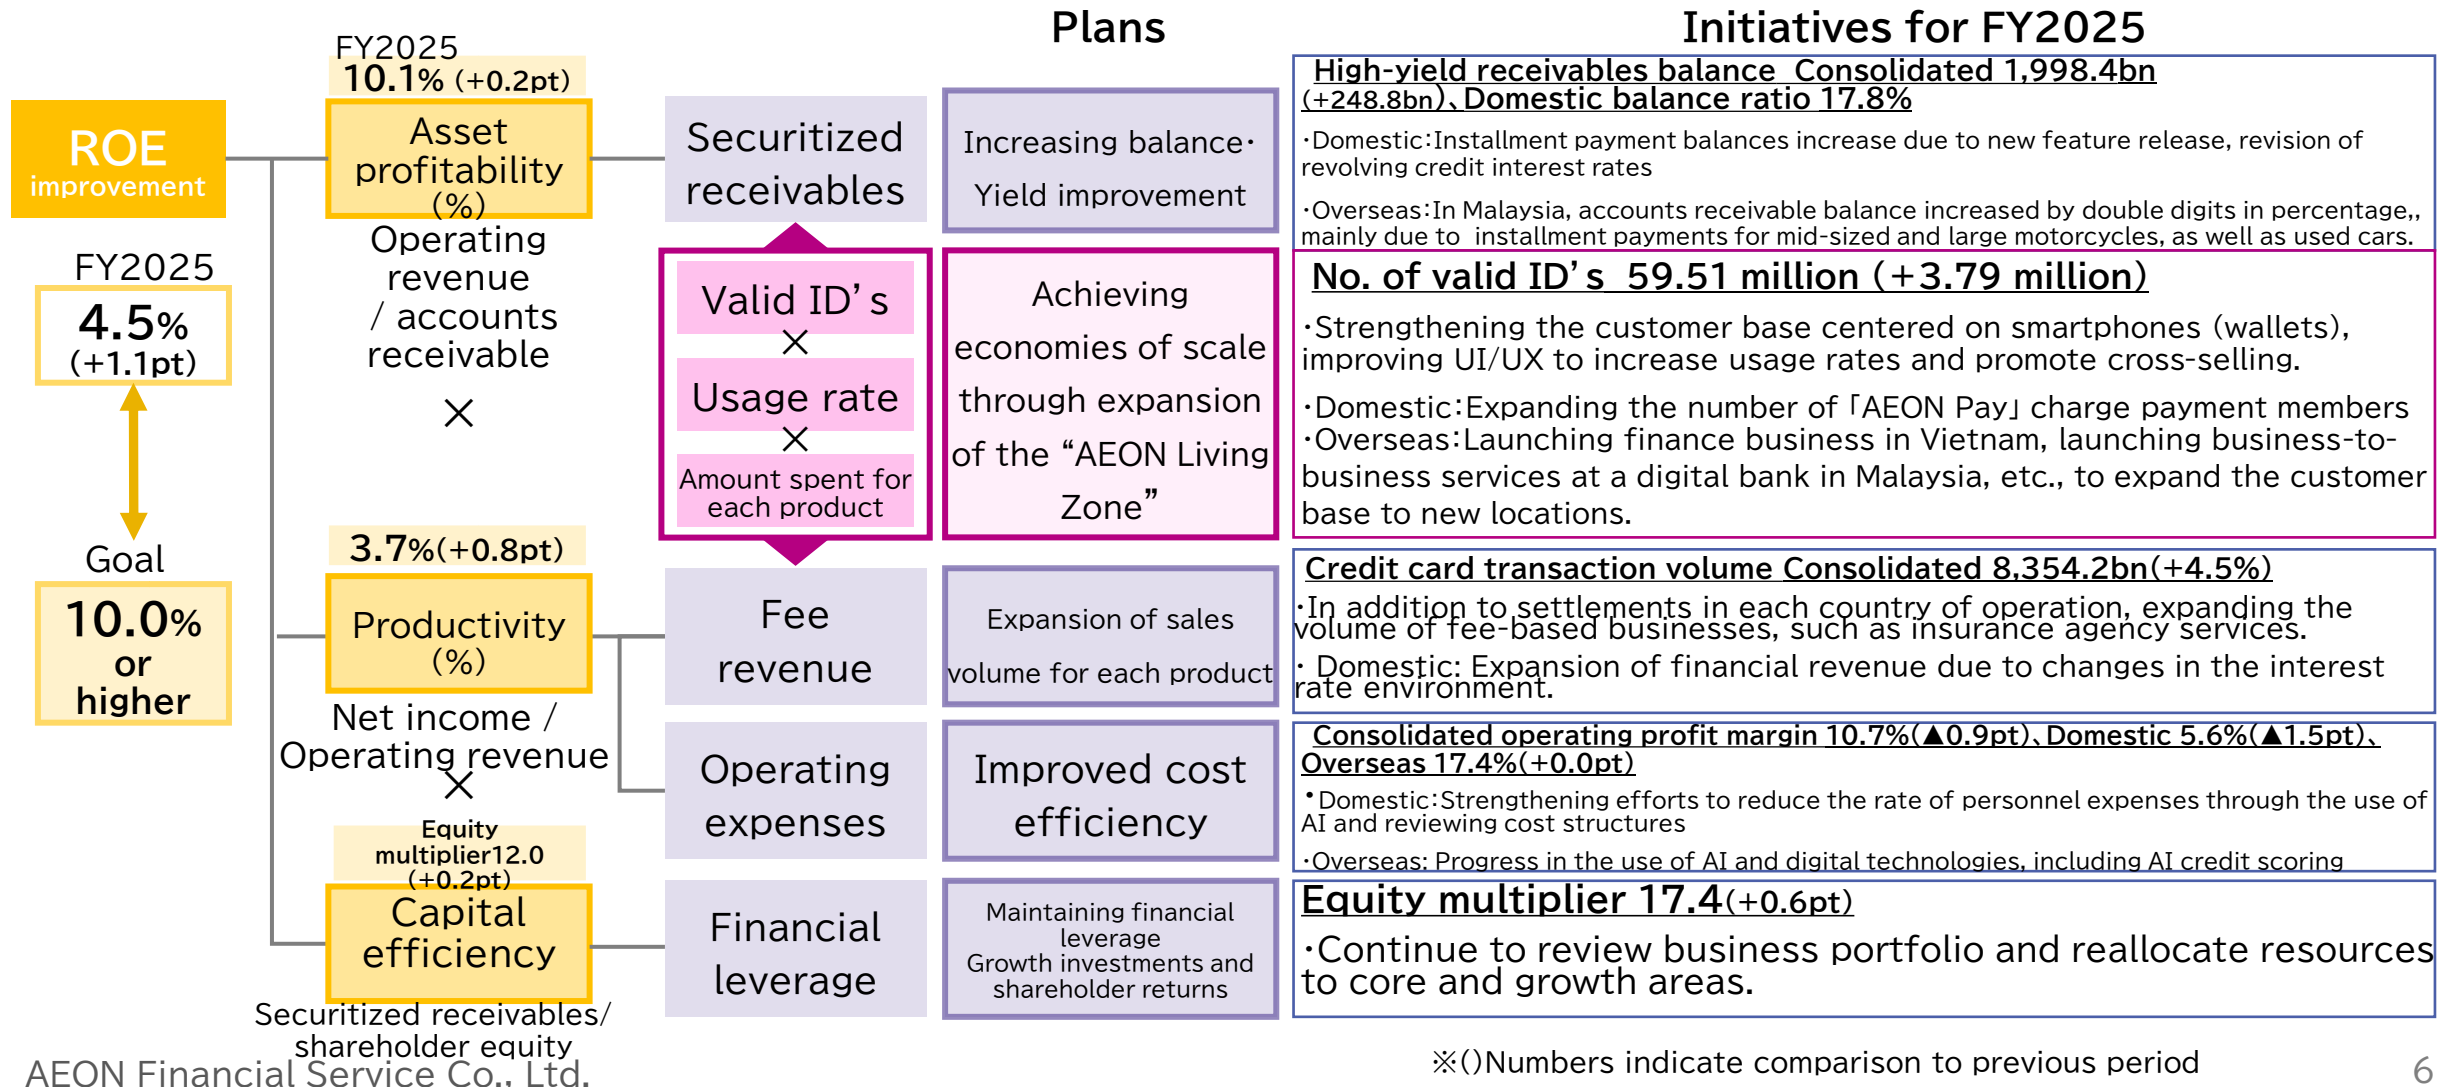 Plans
Initiatives for FY2025
ROE
improvement
FY2025
4.5%
(+1.1pt)
Goal
10.0%
or
higher
FY2025
10.1% (+0.2pt)
Asset
profitability
(%)
Operating
revenue
/ accounts
receivable
×
3.7%(+0.8pt)
Productivity
(%)
Net income /
Operating revenue
×
Equity
multiplier12.0
(+0.2pt)
Capital
efficiency
Securitized receivables/
shareholder equity
Securitized
receivables
Valid ID’s
×
Usage rate
×
Amount spent for
each product
Fee
revenue
Operating
expenses
Financial
leverage
Increasing balance・
Yield improvement
Achieving
economies of scale
through expansion
of the “AEON Living
Zone”
Expansion of sales
volume for each product
Improved cost
efficiency
Maintaining financial
leverage
Growth investments and
shareholder returns
High-yield receivables balance  Consolidated 1,998.4bn
(+248.8bn)、Domestic balance ratio 17.8%
・Domestic：Installment payment balances increase due to new feature release, revision of
revolving credit interest rates
・Overseas：In Malaysia, accounts receivable balance increased by double digits in percentage,,
mainly due to  installment payments for mid-sized and large motorcycles, as well as used cars.
No. of valid ID’s  59.51 million (+3.79 million)
・Strengthening the customer base centered on smartphones (wallets),
improving UI/UX to increase usage rates and promote cross-selling.
・Domestic：Expanding the number of ｢AEON Pay｣ charge payment members
・Overseas：Launching finance business in Vietnam, launching business-to-
business services at a digital bank in Malaysia, etc., to expand the customer
base to new locations.
Credit card transaction volume Consolidated 8,354.2bn(+4.5%)
・In addition to settlements in each country of operation, expanding the
volume of fee-based businesses, such as insurance agency services.
・ Domestic: Expansion of financial revenue due to changes in the interest
rate environment.
Consolidated operating profit margin 10.7%(▲0.9pt)、Domestic 5.6%(▲1.5pt)、
Overseas 17.4%(+0.0pt)
・Domestic：Strengthening efforts to reduce the rate of personnel expenses through the use of
AI and reviewing cost structures
・Overseas: Progress in the use of AI and digital technologies, including AI credit scoring
Equity multiplier 17.4(+0.6pt)
・Continue to review business portfolio and reallocate resources
to core and growth areas.
AEON Financial Service Co., Ltd.
※()Numbers indicate comparison to previous period
6